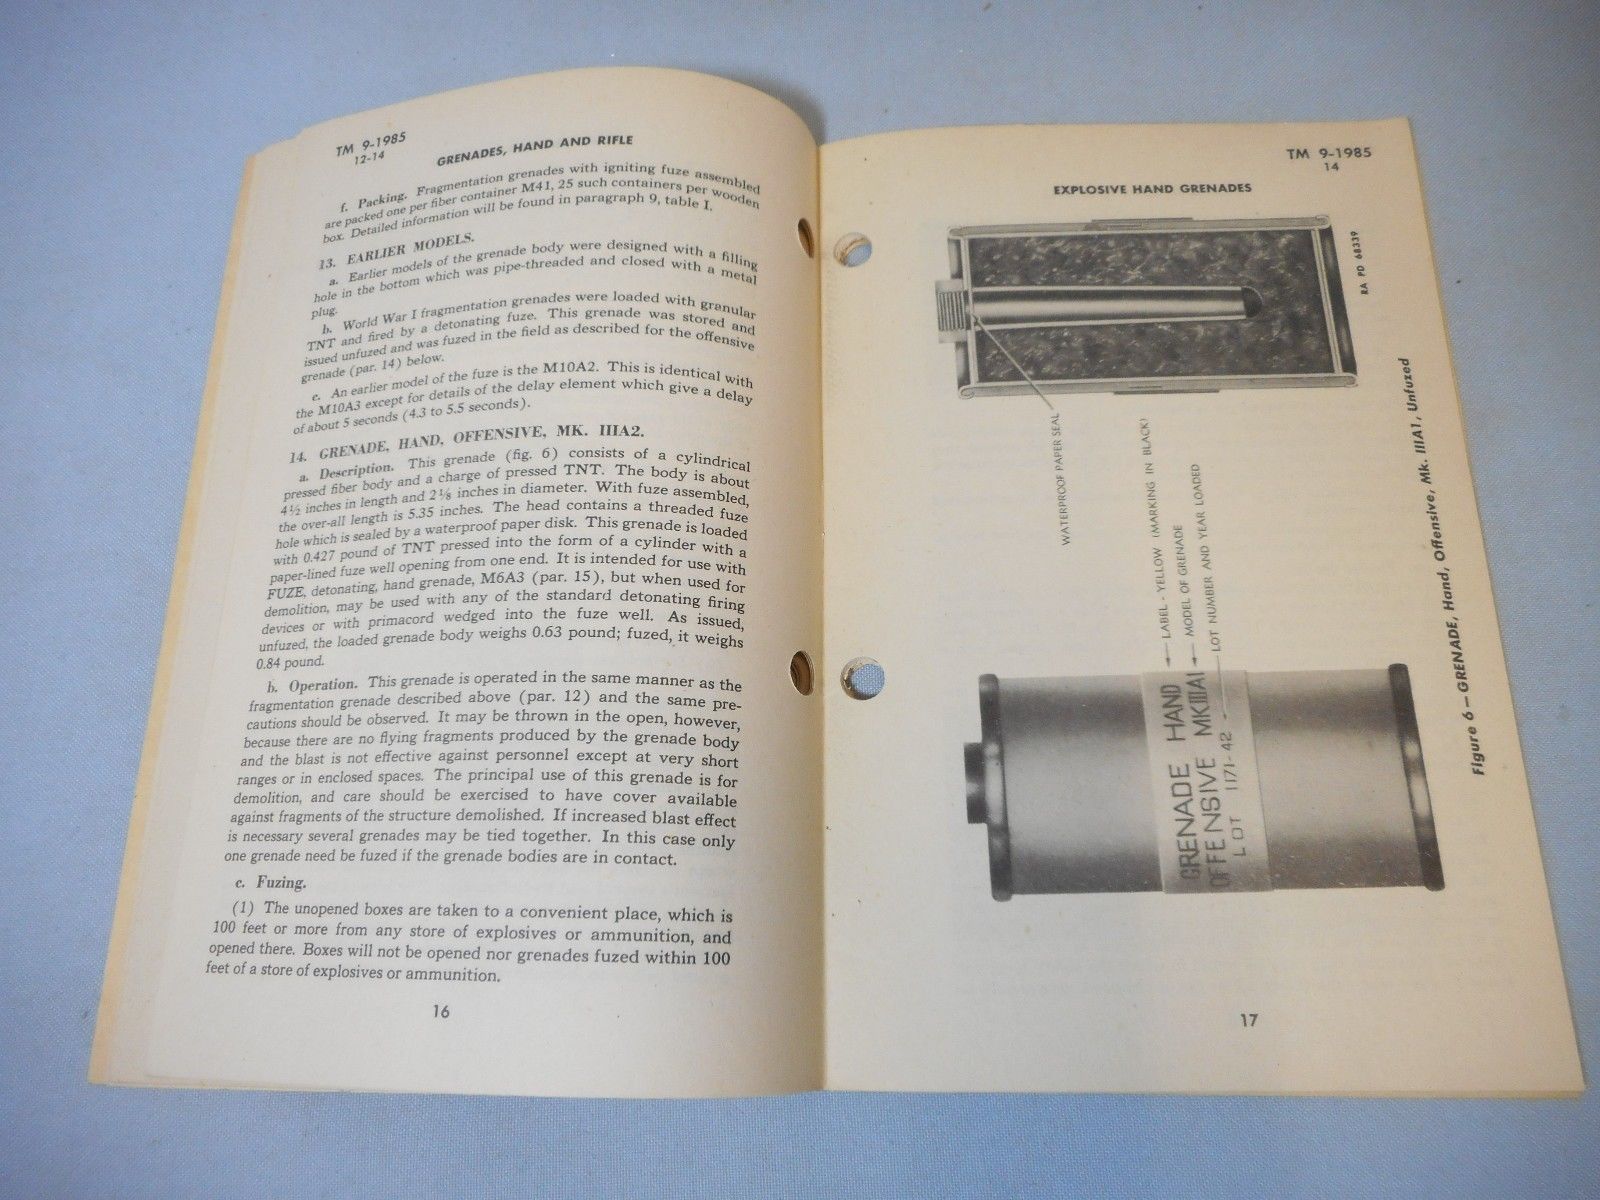 TM 9-1985
12-14
GRENADES, HAND AND RIFLE
f. Packing. Fragmentation grenades with igniting fuze assembled
are packed one per fiber container M41, 25 such containers per wooden
box. Detailed information will be found in paragraph 9, table I.
13. EARLIER MODELS.
a. Earlier models of the grenade body were designed with a filling
hole in the bottom which was pipe-threaded and closed with a metal
plug.
b. World War I fragmentation grenades were loaded with granular
TNT and fired by a detonating fuze. This grenade was stored and
issued unfuzed and was fuzed in the field as described for the offensive
grenade (par. 14) below.
c. An earlier model of the fuze is the M10A2. This is identical with
the M10A3 except for details of the delay element which give a delay
of about 5 seconds (4.3 to 5.5 seconds).
14. GRENADE, HAND, OFFENSIVE, MK. IIIA2.
a. Description. This grenade (fig. 6) consists of a cylindrical
pressed fiber body and a charge of pressed TNT. The body is about
4½ inches in length and 2⅛ inches in diameter. With fuze assembled,
the over-all length is 5.35 inches. The head contains a threaded fuze
hole which is sealed by a waterproof paper disk. This grenade is loaded
with 0.427 pound of TNT pressed into the form of a cylinder with a
paper-lined fuze well opening from one end. It is intended for use with
FUZE, detonating, hand grenade, M6A3 (par. 15), but when used for
demolition, may be used with any of the standard detonating firing
devices or with primacord wedged into the fuze well. As issued,
unfuzed, the loaded grenade body weighs 0.63 pound; fuzed, it weighs
0.84 pound.
b. Operation. This grenade is operated in the same manner as the
fragmentation grenade described above (par. 12) and the same pre-
cautions should be observed. It may be thrown in the open, however,
because there are no flying fragments produced by the grenade body
and the blast is not effective against personnel except at very short
ranges or in enclosed spaces. The principal use of this grenade is for
demolition, and care should be exercised to have cover available
against fragments of the structure demolished. If increased blast effect
is necessary several grenades may be tied together. In this case only
one grenade need be fuzed if the grenade bodies are in contact.
c. Fuzing.
(1) The unopened boxes are taken to a convenient place, which is
100 feet or more from any store of explosives or ammunition, and
opened there. Boxes will not be opened nor grenades fuzed within 100
feet of a store of explosives or ammunition.
16
TM 9-1985
14
EXPLOSIVE HAND GRENADES
RA PD 68339
WATERPROOF PAPER SEAL
LABEL - YELLOW (MARKING IN BLACK)
MODEL OF GRENADE
LOT NUMBER AND YEAR LOADED
GRENADE HAND
OFFENSIVE MKIIIA1
LOT 1171-42
Figure 6—GRENADE, Hand, Offensive, Mk. IIIA1, Unfuzed
17